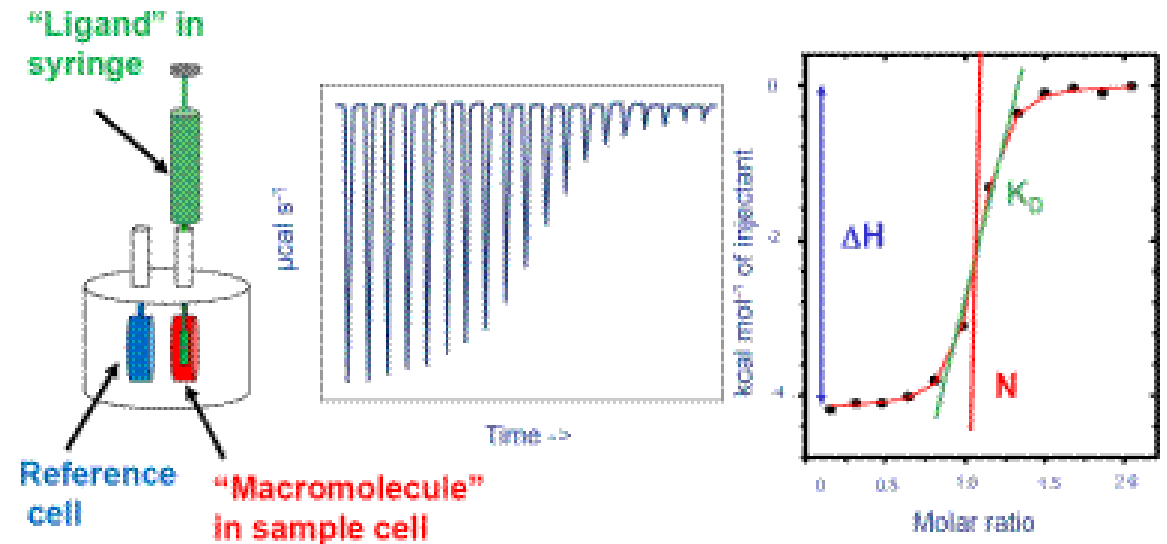 “Ligand” in
syringe
Reference
cell
“Macromolecule”
in sample cell
µcal s⁻¹
Time -->
kcal mol⁻¹ of injectant
0
-2
-4
ΔH
K_D
N
0
0.5
1.0
1.5
2.0
Molar ratio